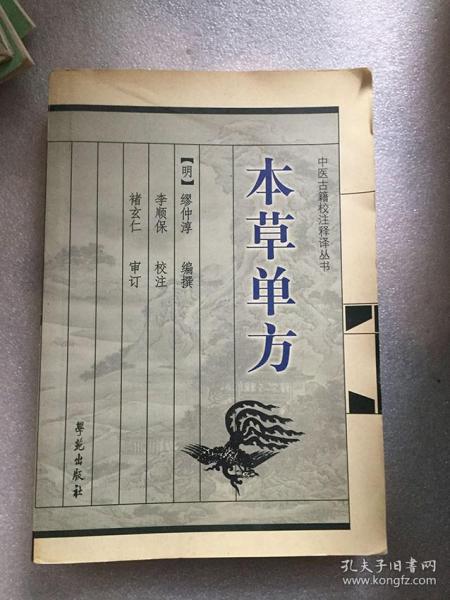 中医古籍校注释译丛书
本草单方
【明】缪仲淳 编撰
李顺保 校注
褚玄仁 审订
學苑出版社
孔夫子旧书网
www.kongfz.com